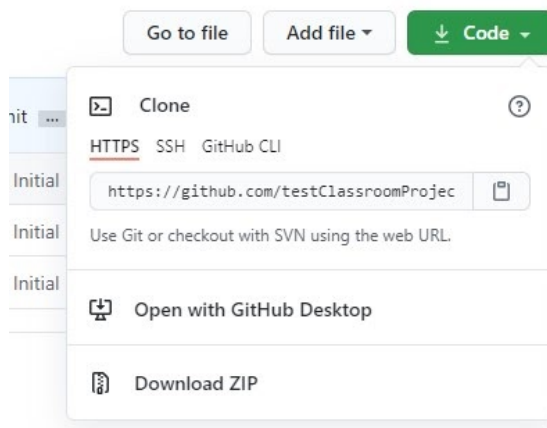 Go to file Add file Code
Clone
nit ...
HTTPS SSH GitHub CLI
Initial https://github.com/testClassroomProjec
Initial Use Git or checkout with SVN using the web URL.
Initial
Open with GitHub Desktop
Download ZIP